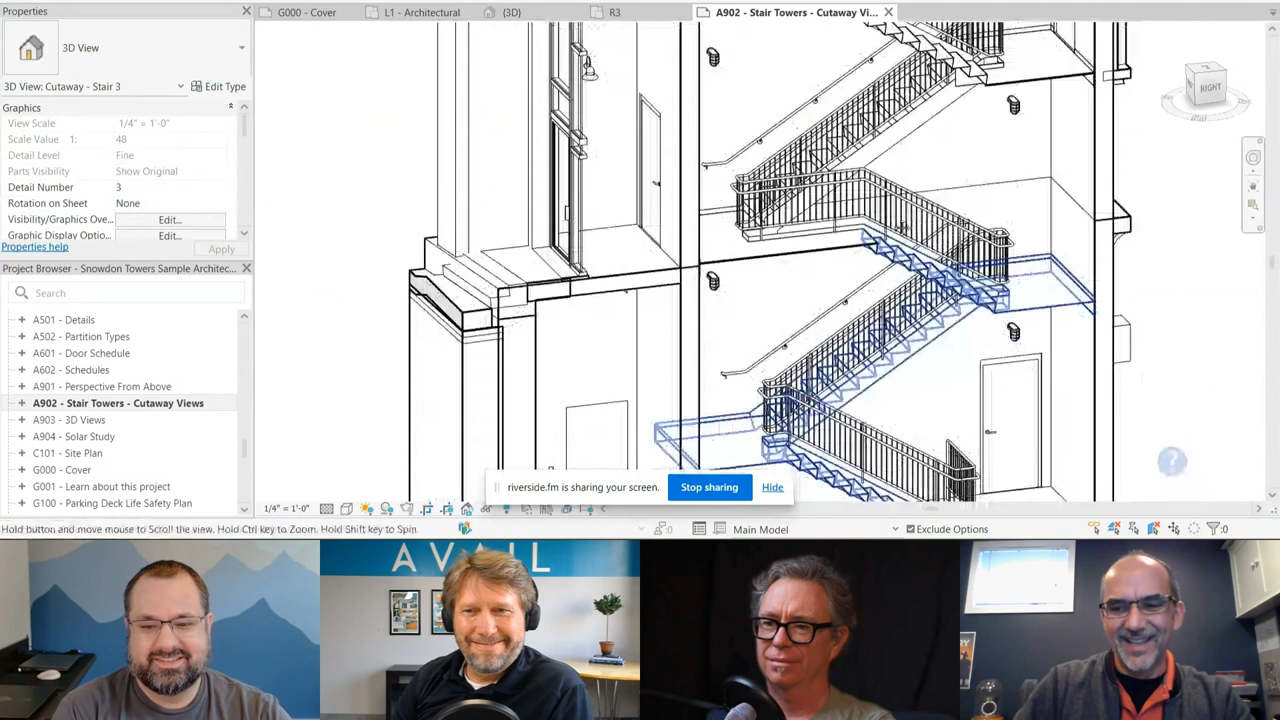 Properties
G000 - Cover
L1 - Architectural
{3D}
R3
A902 - Stair Towers - Cutaway Vi...
3D View
3D View: Cutaway - Stair 3
Edit Type
Graphics
View Scale 1/4" = 1'-0"
Scale Value 1: 48
Detail Level Fine
Parts Visibility Show Original
Detail Number 3
Rotation on Sheet None
Visibility/Graphics Ove... Edit...
Graphic Display Optio... Edit...
Properties help
Apply
RIGHT
Project Browser - Snowdon Towers Sample Architec...
Search
A501 - Details
A502 - Partition Types
A601 - Door Schedule
A602 - Schedules
A901 - Perspective From Above
A902 - Stair Towers - Cutaway Views
A903 - 3D Views
A904 - Solar Study
C101 - Site Plan
G000 - Cover
G001 - Learn about this project
G100 - Parking Deck Life Safety Plan
riverside.fm is sharing your screen.
Stop sharing
Hide
1/4" = 1'-0"
Hold button and move mouse to Scroll the view. Hold Ctrl key to Zoom. Hold Shift key to Spin.
:0
Main Model
Exclude Options
:0
AVAIL